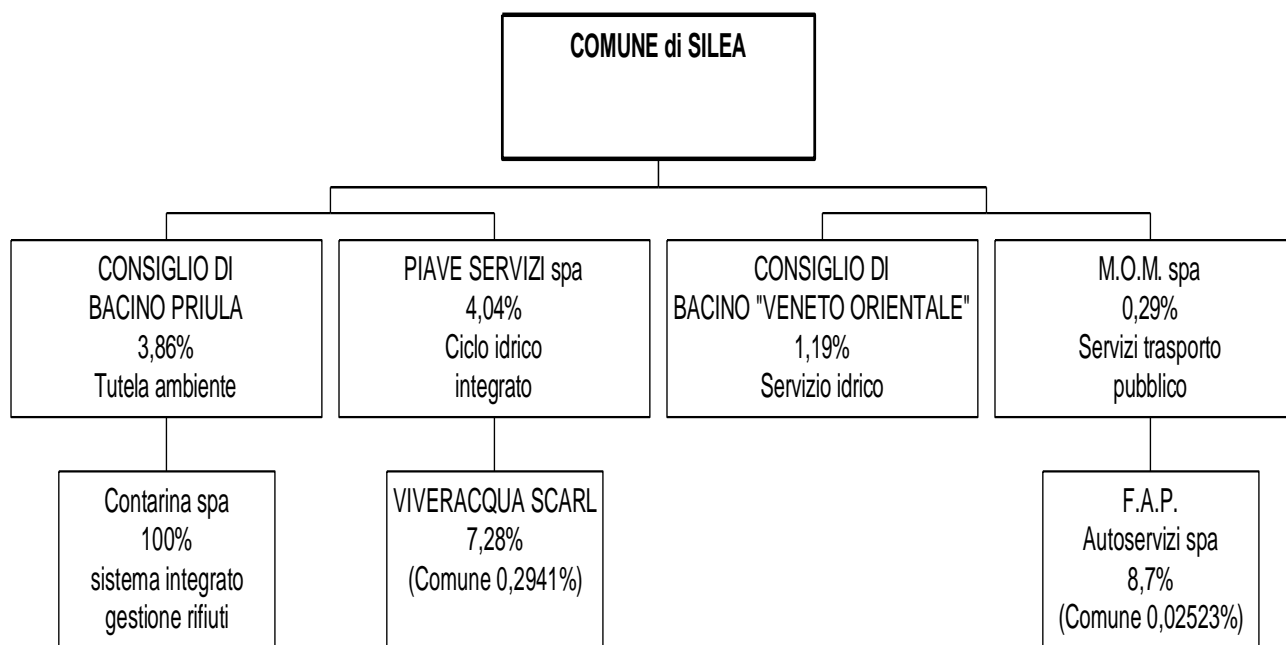 COMUNE di SILEA
CONSIGLIO DI
BACINO PRIULA
3,86%
Tutela ambiente
PIAVE SERVIZI spa
4,04%
Ciclo idrico
integrato
CONSIGLIO DI
BACINO "VENETO ORIENTALE"
1,19%
Servizio idrico
M.O.M. spa
0,29%
Servizi trasporto
pubblico
Contarina spa
100%
sistema integrato
gestione rifiuti
VIVERACQUA SCARL
7,28%
(Comune 0,2941%)
F.A.P.
Autoservizi spa
8,7%
(Comune 0,02523%)